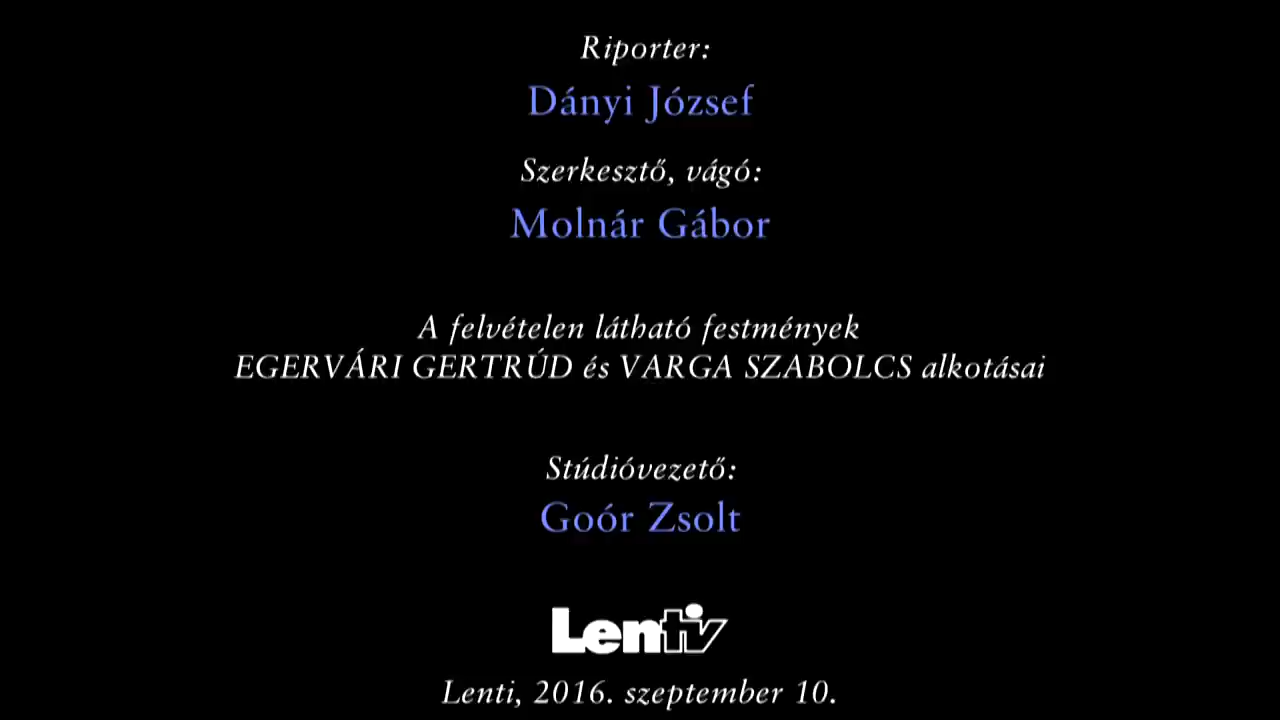 Riporter:
Dányi József
Szerkesztő, vágó:
Molnár Gábor
A felvételen látható festmények
EGERVÁRI GERTRÚD és VARGA SZABOLCS alkotásai
Stúdióvezető:
Goór Zsolt
Lentiv
Lenti, 2016. szeptember 10.